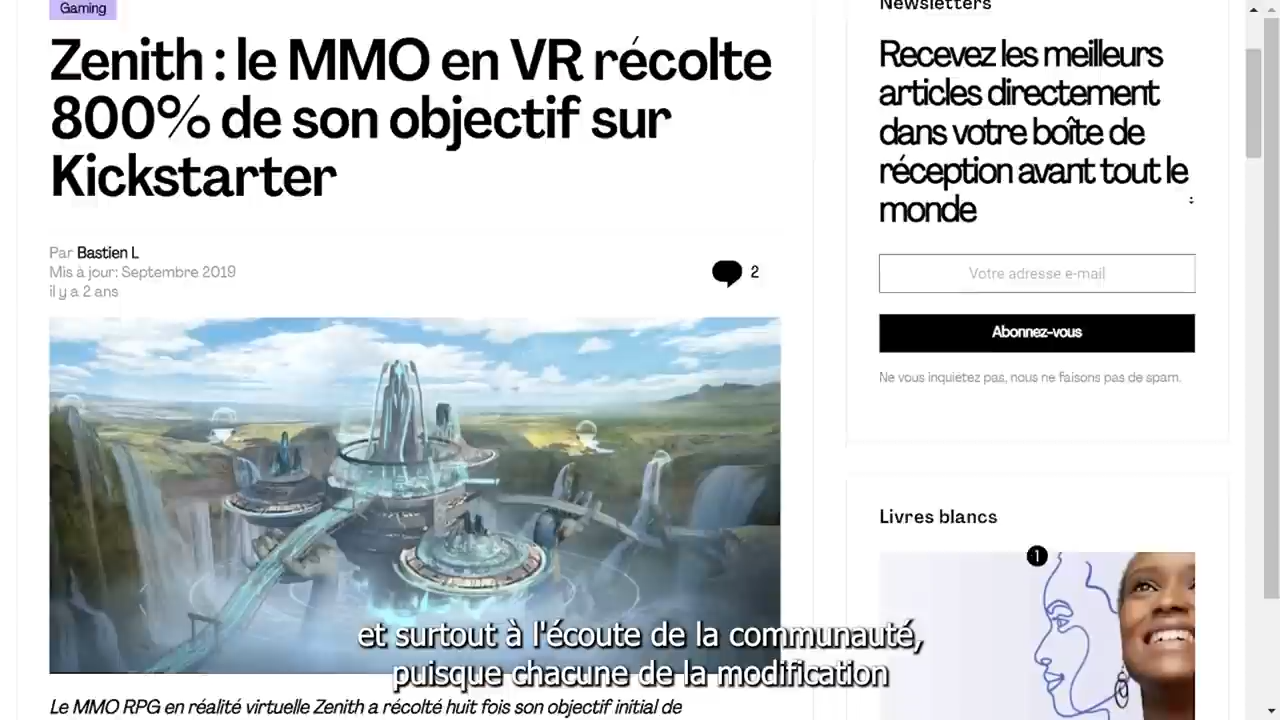 Gaming
Zenith : le MMO en VR récolte
800% de son objectif sur
Kickstarter
Par Bastien L
Mis à jour: Septembre 2019
il y a 2 ans
2
Newsletters
Recevez les meilleurs
articles directement
dans votre boîte de
réception avant tout le
monde
Votre adresse e-mail
Abonnez-vous
Ne vous inquietez pas, nous ne faisons pas de spam.
Livres blancs
1
et surtout à l'écoute de la communauté,
puisque chacune de la modification
Le MMO RPG en réalité virtuelle Zenith a récolté huit fois son objectif initial de